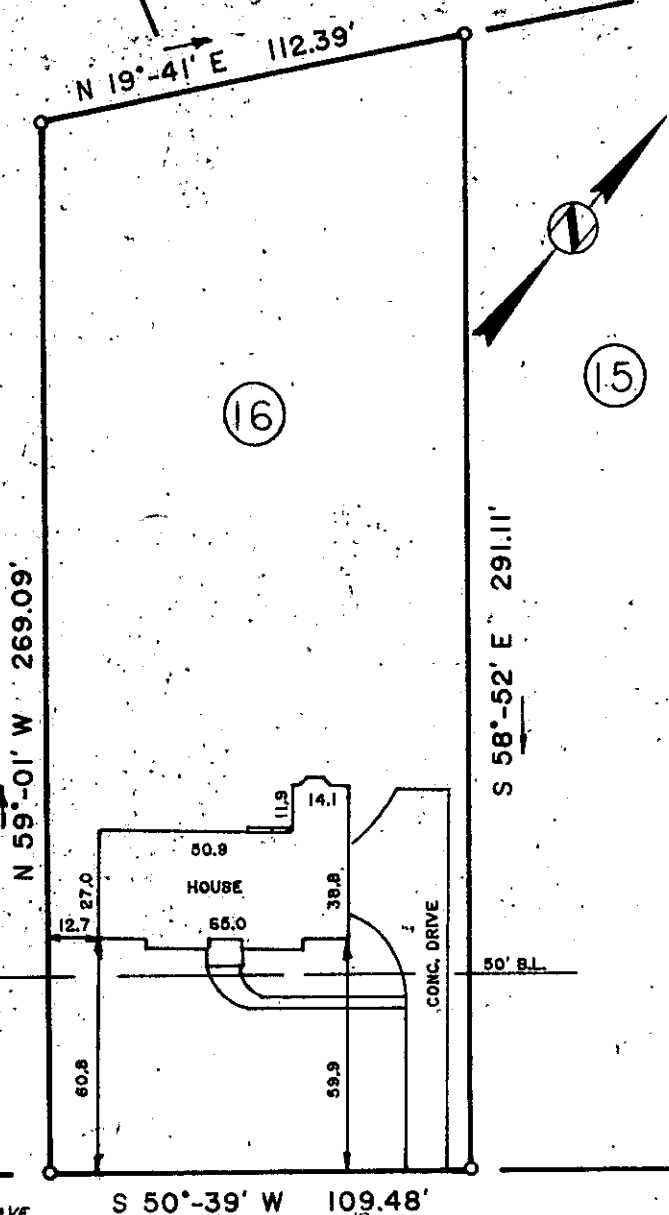 N 19°-41' E 112.39'
N
15
16
N 59°-01' W 269.09'
S 58°-52' E 291.11'
11.9
14.1
50.9
27.0
HOUSE
38.8
12.7
65.0
CONC. DRIVE
50' B.L.
60.8
59.9
S 50°-39' W 109.48'